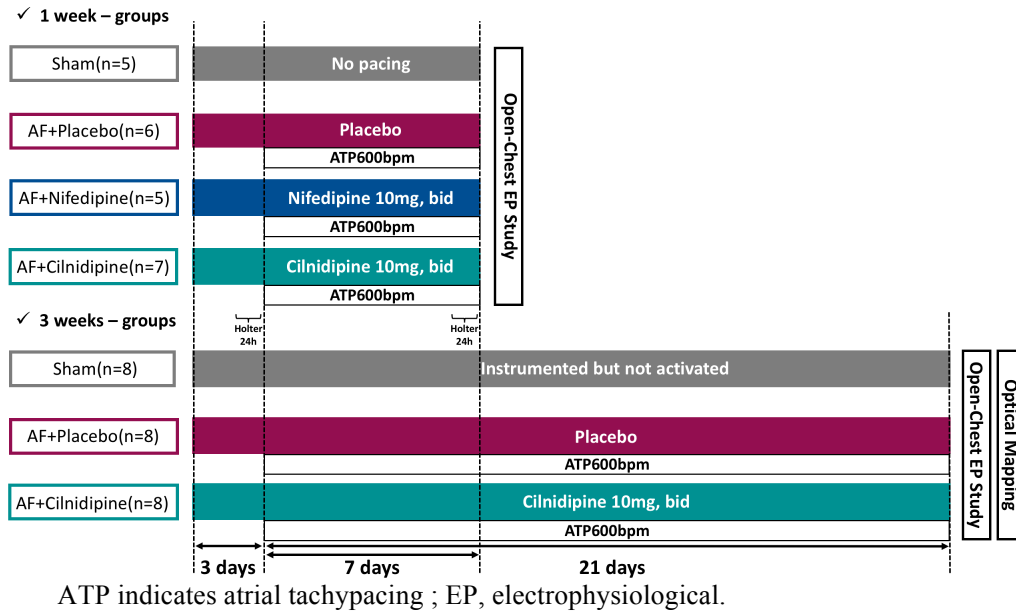 ✓ 1 week – groups
Sham(n=5)
No pacing
AF+Placebo(n=6)
Placebo
ATP600bpm
AF+Nifedipine(n=5)
Nifedipine 10mg, bid
ATP600bpm
AF+Cilnidipine(n=7)
Cilnidipine 10mg, bid
ATP600bpm
Open-Chest EP Study
✓ 3 weeks – groups
Holter
24h
Holter
24h
Sham(n=8)
Instrumented but not activated
AF+Placebo(n=8)
Placebo
ATP600bpm
AF+Cilnidipine(n=8)
Cilnidipine 10mg, bid
ATP600bpm
Open-Chest EP Study
Optical Mapping
3 days
7 days
21 days
ATP indicates atrial tachypacing ; EP, electrophysiological.